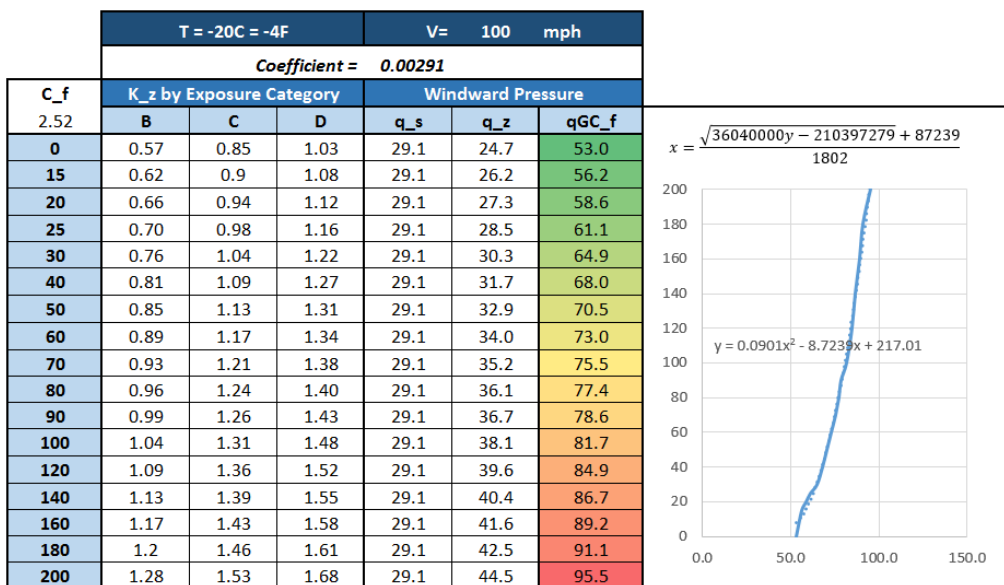 T = -20C = -4F V= 100 mph
Coefficient = 0.00291
C_f K_z by Exposure Category Windward Pressure
2.52 B C D q_s q_z qGC_f
0 0.57 0.85 1.03 29.1 24.7 53.0
15 0.62 0.9 1.08 29.1 26.2 56.2
20 0.66 0.94 1.12 29.1 27.3 58.6
25 0.70 0.98 1.16 29.1 28.5 61.1
30 0.76 1.04 1.22 29.1 30.3 64.9
40 0.81 1.09 1.27 29.1 31.7 68.0
50 0.85 1.13 1.31 29.1 32.9 70.5
60 0.89 1.17 1.34 29.1 34.0 73.0
70 0.93 1.21 1.38 29.1 35.2 75.5
80 0.96 1.24 1.40 29.1 36.1 77.4
90 0.99 1.26 1.43 29.1 36.7 78.6
100 1.04 1.31 1.48 29.1 38.1 81.7
120 1.09 1.36 1.52 29.1 39.6 84.9
140 1.13 1.39 1.55 29.1 40.4 86.7
160 1.17 1.43 1.58 29.1 41.6 89.2
180 1.2 1.46 1.61 29.1 42.5 91.1
200 1.28 1.53 1.68 29.1 44.5 95.5
x = (√(36040000y − 210397279) + 87239) / 1802
200
180
160
140
120
y = 0.0901x² - 8.7239x + 217.01
100
80
60
40
20
0
0.0 50.0 100.0 150.0